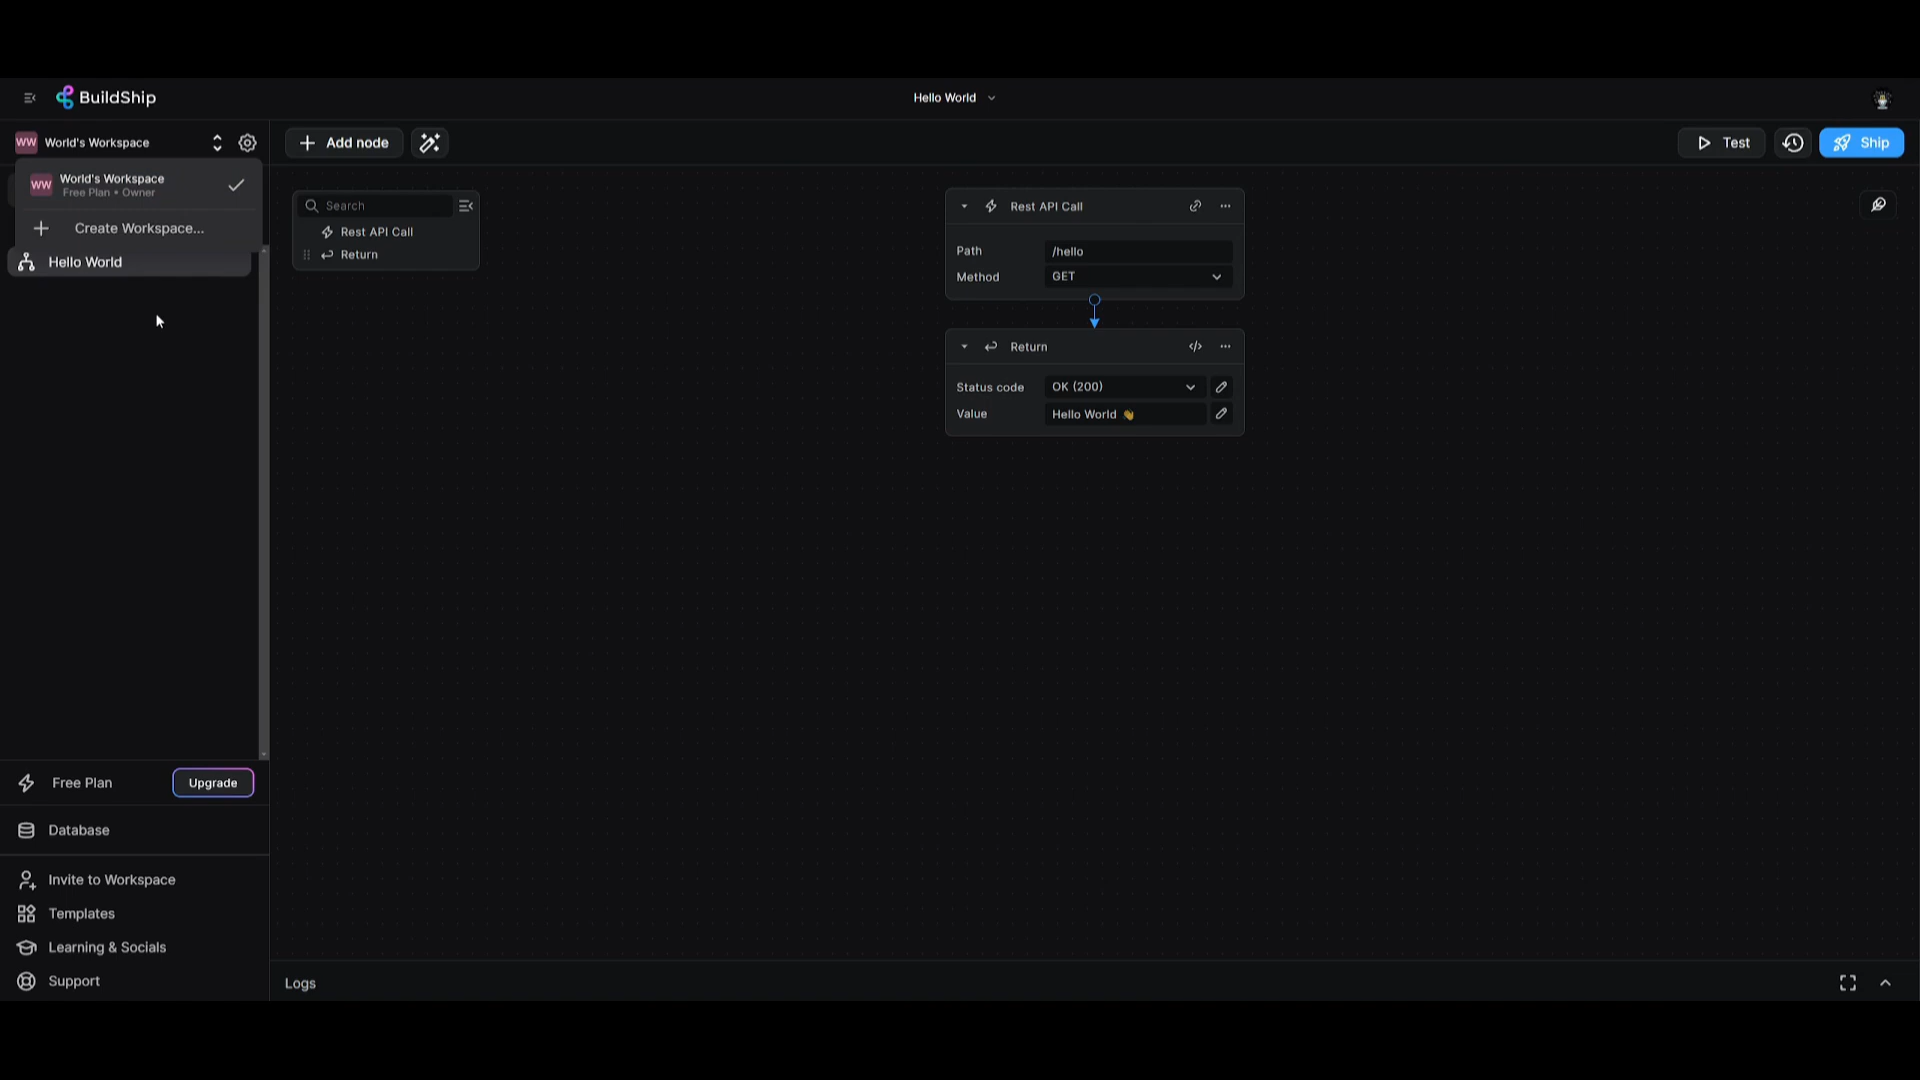 BuildShip
Hello World
WW World's Workspace
Add node
Test
Ship
WW World's Workspace
Free Plan • Owner
Create Workspace...
Hello World
Search
Rest API Call
Return
Rest API Call
Path /hello
Method GET
Return
Status code OK (200)
Value Hello World 👋
Free Plan Upgrade
Database
Invite to Workspace
Templates
Learning & Socials
Support
Logs